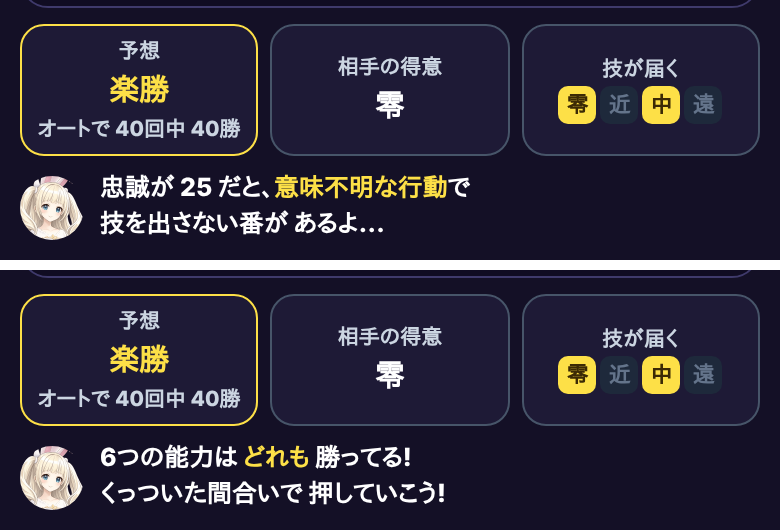 予想
楽勝
オートで 40回中 40勝
相手の得意
零
技が届く
零 近 中 遠
忠誠が 25 だと、意味不明な行動で
技を出さない番が あるよ…
予想
楽勝
オートで 40回中 40勝
相手の得意
零
技が届く
零 近 中 遠
6つの能力は どれも 勝ってる!
くっついた間合いで 押していこう!